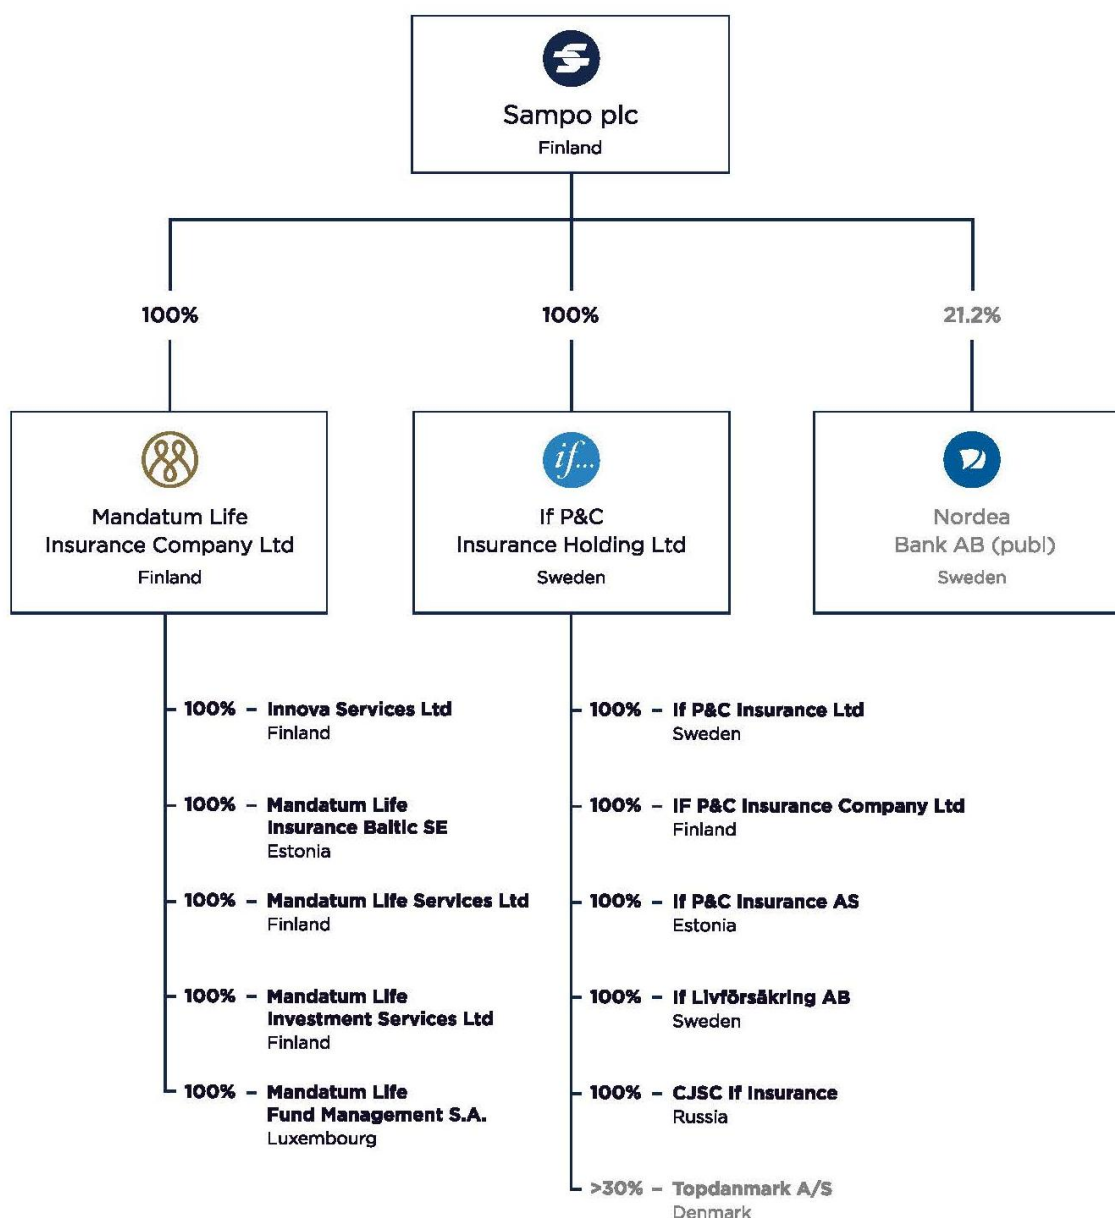 Sampo plc
Finland
100%
100%
21.2%
Mandatum Life
Insurance Company Ltd
Finland
if...
If P&C
Insurance Holding Ltd
Sweden
Nordea
Bank AB (publ)
Sweden
100% – Innova Services Ltd
Finland
100% – Mandatum Life
Insurance Baltic SE
Estonia
100% – Mandatum Life Services Ltd
Finland
100% – Mandatum Life
Investment Services Ltd
Finland
100% – Mandatum Life
Fund Management S.A.
Luxembourg
100% – If P&C Insurance Ltd
Sweden
100% – IF P&C Insurance Company Ltd
Finland
100% – If P&C Insurance AS
Estonia
100% – If Livförsäkring AB
Sweden
100% – CJSC If Insurance
Russia
>30% – Topdanmark A/S
Denmark